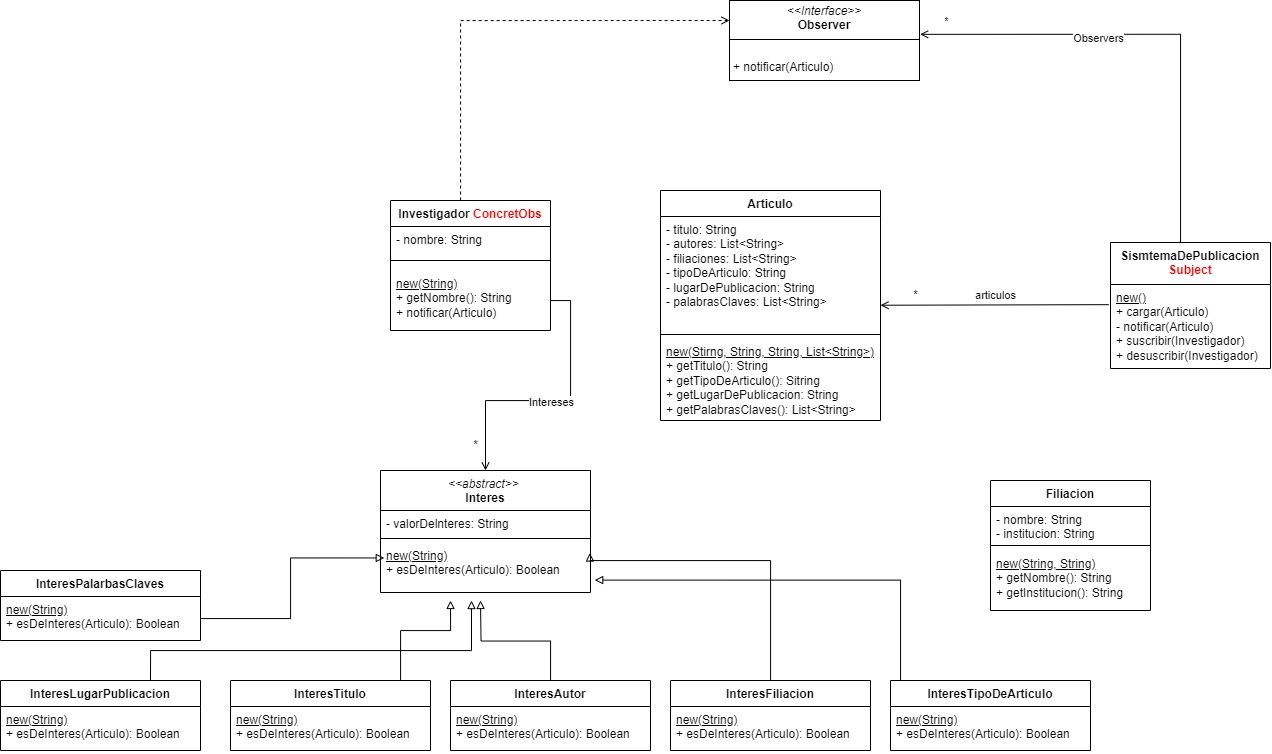 <<Interface>>
Observer
+ notificar(Articulo)
*
Observers
Investigador ConcretObs
- nombre: String
new(String)
+ getNombre(): String
+ notificar(Articulo)
Articulo
- titulo: String
- autores: List<String>
- filiaciones: List<String>
- tipoDeArticulo: String
- lugarDePublicacion: String
- palabrasClaves: List<String>
new(Stirng, String, String, List<String>)
+ getTitulo(): String
+ getTipoDeArticulo(): Sitring
+ getLugarDePublicacion: String
+ getPalabrasClaves(): List<String>
*
articulos
SismtemaDePublicacion
Subject
new()
+ cargar(Articulo)
- notificar(Articulo)
+ suscribir(Investigador)
+ desuscribir(Investigador)
Intereses
*
<<abstract>>
Interes
- valorDeInteres: String
new(String)
+ esDeInteres(Articulo): Boolean
Filiacion
- nombre: String
- institucion: String
new(String, String)
+ getNombre(): String
+ getInstitucion(): String
InteresPalarbasClaves
new(String)
+ esDeInteres(Articulo): Boolean
InteresLugarPublicacion
new(String)
+ esDeInteres(Articulo): Boolean
InteresTitulo
new(String)
+ esDeInteres(Articulo): Boolean
InteresAutor
new(String)
+ esDeInteres(Articulo): Boolean
InteresFiliacion
new(String)
+ esDeInteres(Articulo): Boolean
InteresTipoDeArticulo
new(String)
+ esDeInteres(Articulo): Boolean